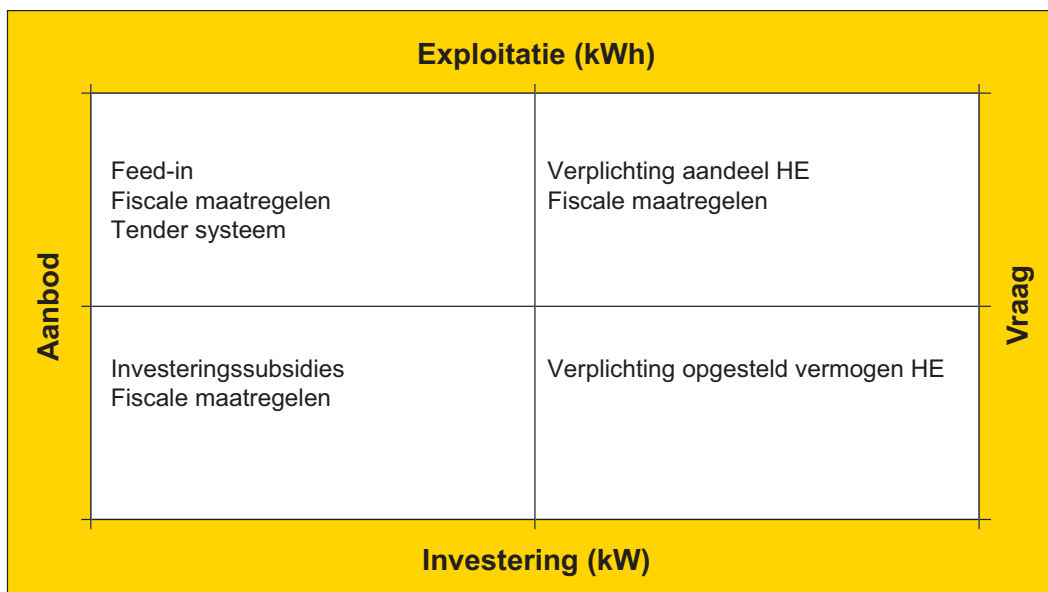 Exploitatie (kWh)
Aanbod
Feed-in
Fiscale maatregelen
Tender systeem
Verplichting aandeel HE
Fiscale maatregelen
Vraag
Investeringssubsidies
Fiscale maatregelen
Verplichting opgesteld vermogen HE
Investering (kW)